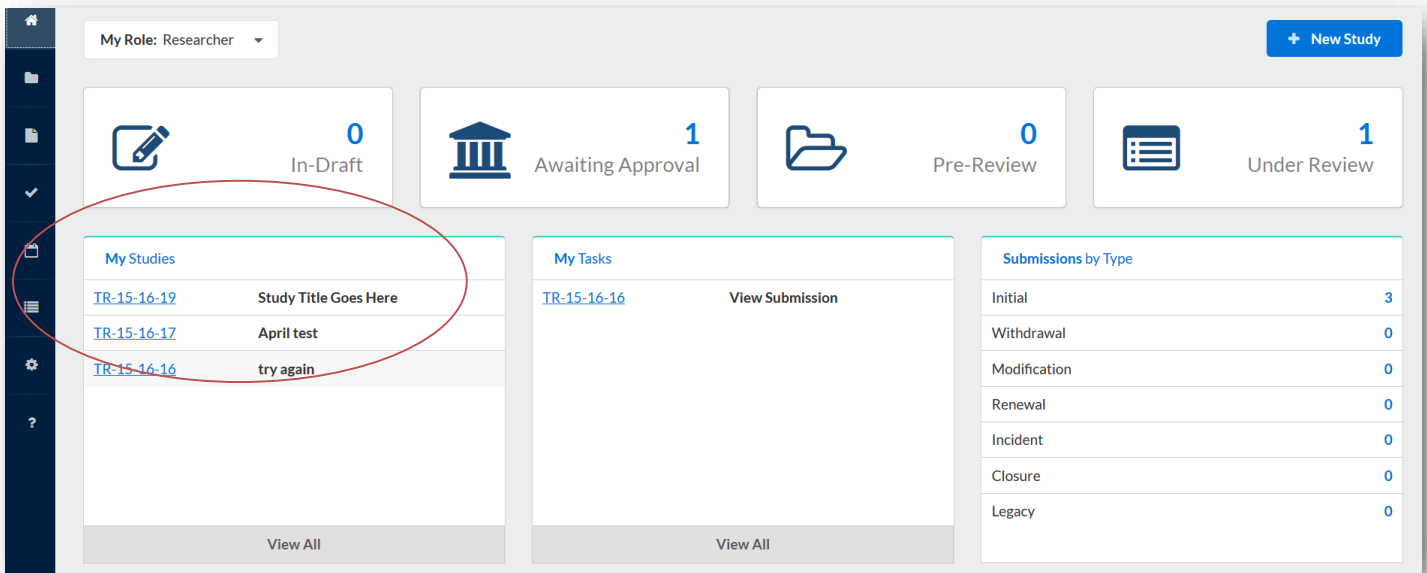 My Role: Researcher
+ New Study
0
In-Draft
1
Awaiting Approval
0
Pre-Review
1
Under Review
My Studies
TR-15-16-19 Study Title Goes Here
TR-15-16-17 April test
TR-15-16-16 try again
View All
My Tasks
TR-15-16-16 View Submission
View All
Submissions by Type
Initial 3
Withdrawal 0
Modification 0
Renewal 0
Incident 0
Closure 0
Legacy 0
?